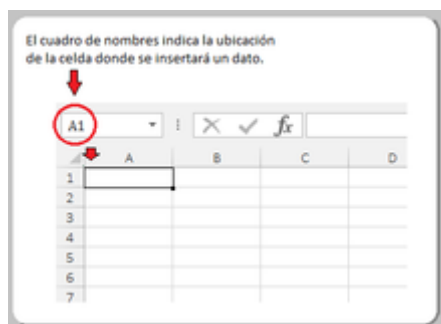 El cuadro de nombres indica la ubicación
de la celda donde se insertará un dato.
A1
fx
A B C D
1
2
3
4
5
6
7